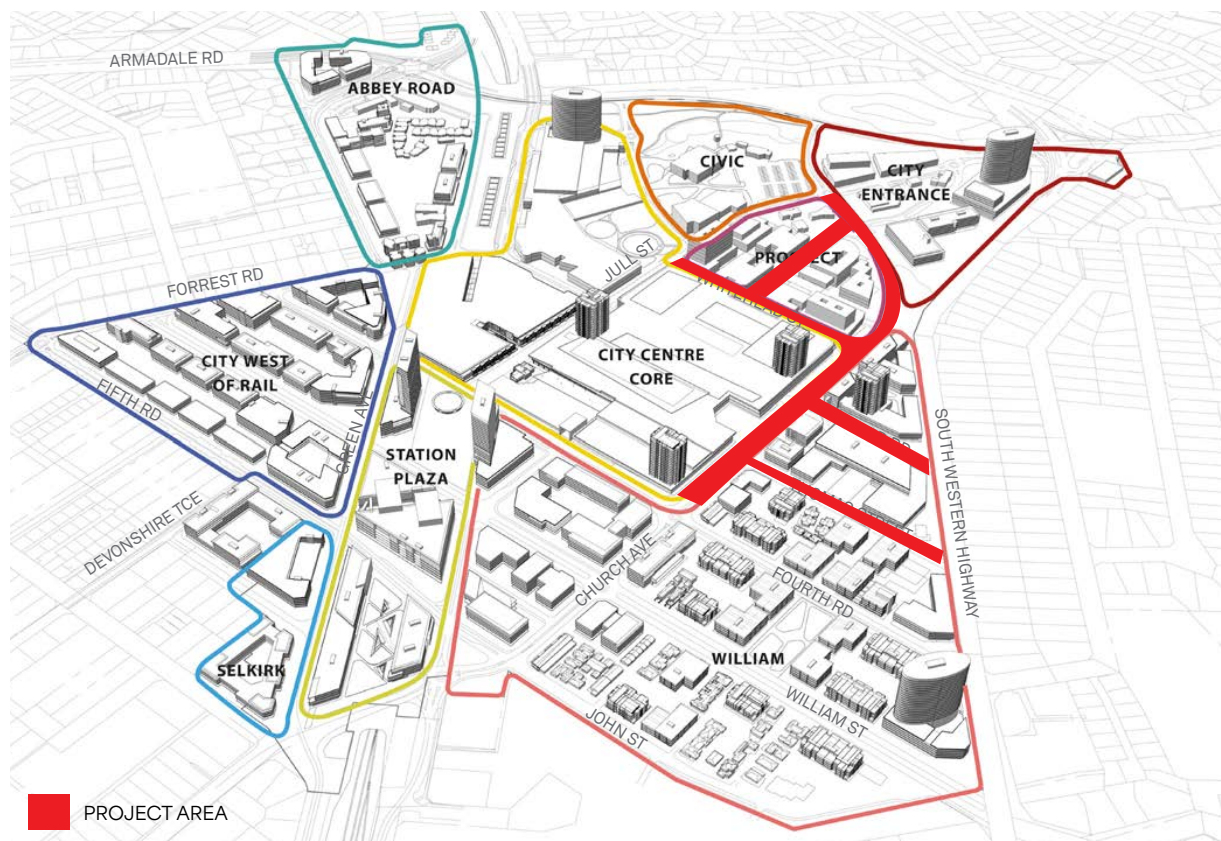 ARMADALE RD
ABBEY ROAD
CIVIC
CITY
ENTRANCE
JULL ST
PROSPECT
FORREST RD
CITY CENTRE
CORE
CITY WEST
OF RAIL
FIFTH RD
GREEN AVE
STATION
PLAZA
SOUTH WESTERN HIGHWAY
DEVONSHIRE TCE
CHURCH AVE
FOURTH RD
SELKIRK
WILLIAM
WILLIAM ST
JOHN ST
PROJECT AREA